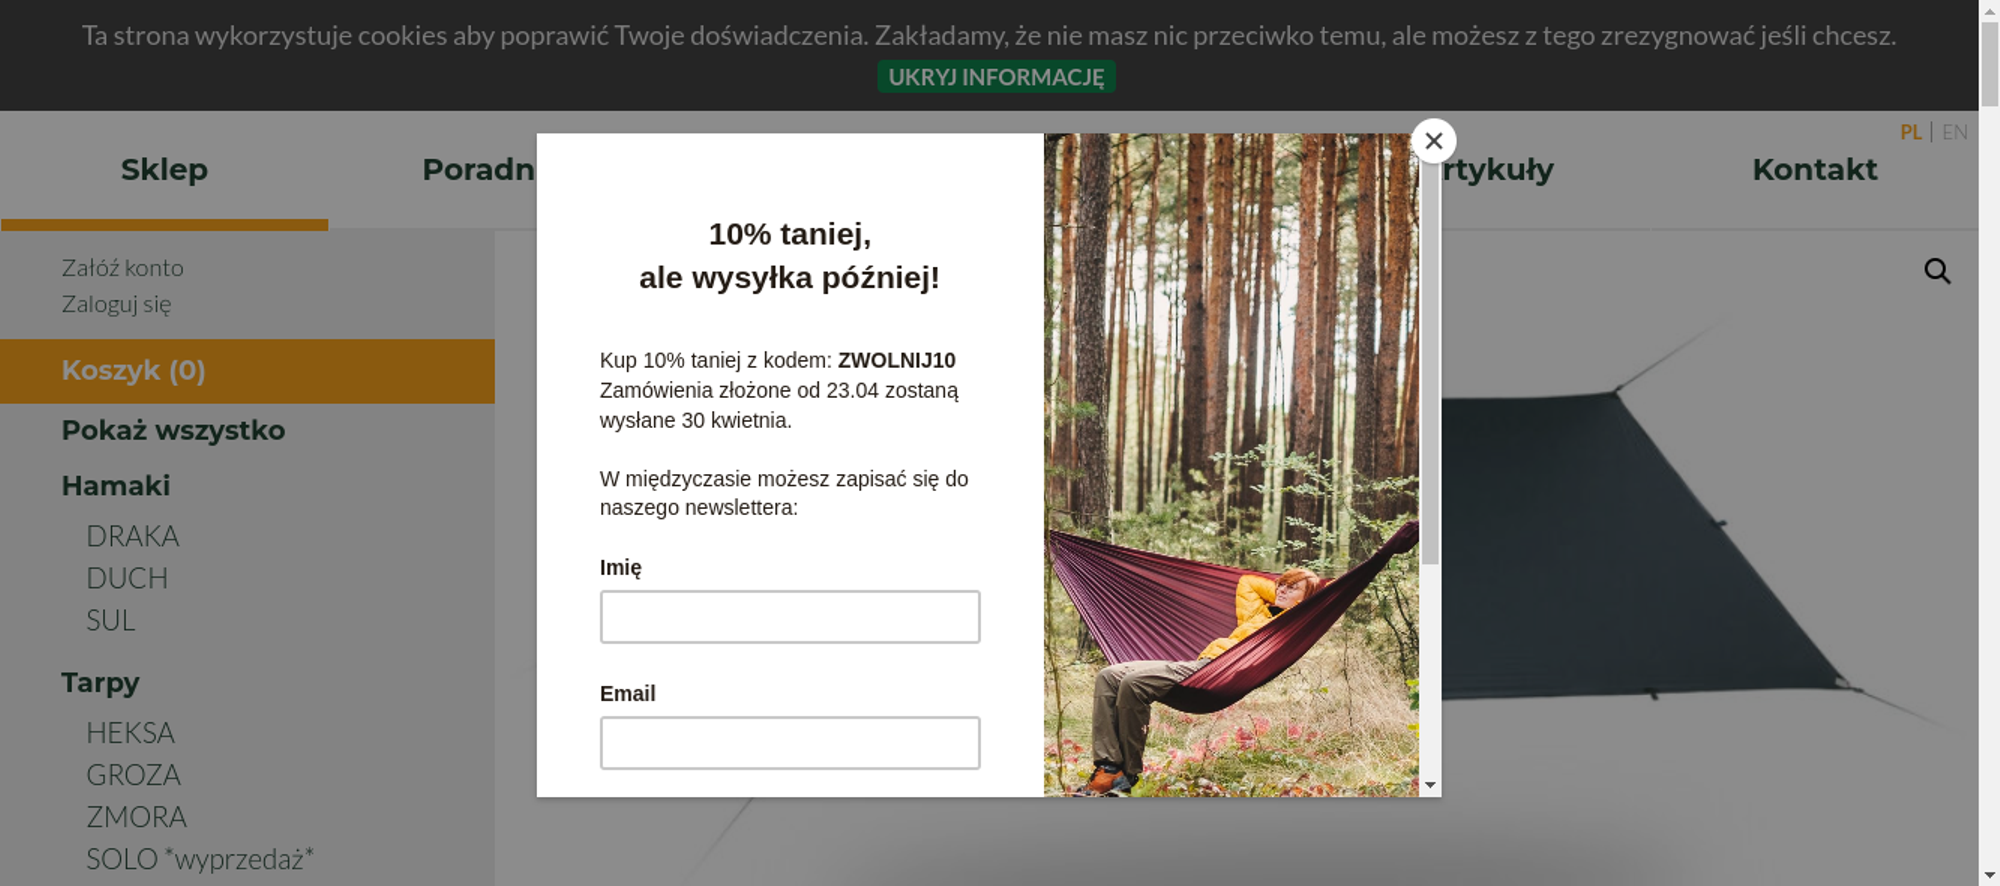 Ta strona wykorzystuje cookies aby poprawić Twoje doświadczenia. Zakładamy, że nie masz nic przeciwko temu, ale możesz z tego zrezygnować jeśli chcesz.
UKRYJ INFORMACJĘ
PL | EN
Sklep
Poradn
rtykuły
Kontakt
Załóż konto
Zaloguj się
Koszyk (0)
Pokaż wszystko
Hamaki
DRAKA
DUCH
SUL
Tarpy
HEKSA
GROZA
ZMORA
SOLO *wyprzedaż*
10% taniej,
ale wysyłka później!
Kup 10% taniej z kodem: ZWOLNIJ10
Zamówienia złożone od 23.04 zostaną
wysłane 30 kwietnia.
W międzyczasie możesz zapisać się do
naszego newslettera:
Imię
Email